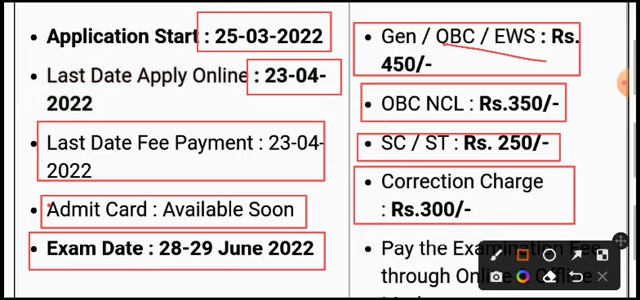 Application Start : 25-03-2022
Last Date Apply Online : 23-04-
2022
Last Date Fee Payment : 23-04-
2022
Admit Card : Available Soon
Exam Date : 28-29 June 2022
Gen / OBC / EWS : Rs.
450/-
OBC NCL : Rs.350/-
SC / ST : Rs. 250/-
Correction Charge
: Rs.300/-
Pay the Examination Fee
through Online